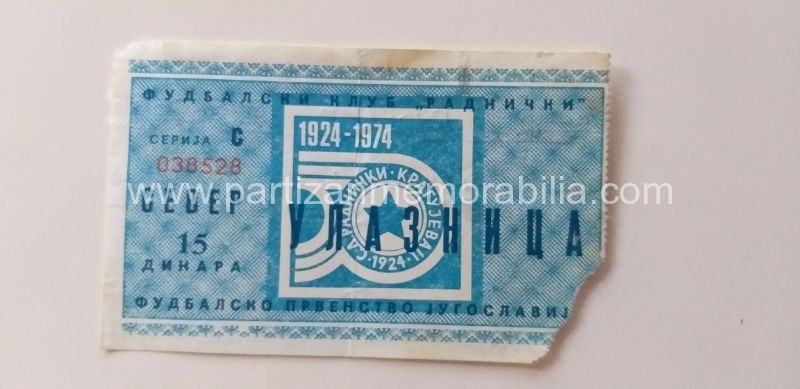 ФУДБАЛСКИ КЛУБ „РАДНИЧКИ"
СЕРИЈА С
038528
15
ДИНАРА
1924-1974
С.Д. РАДНИЧКИ · КРАГУЈЕВАЦ
·1924·
УЛАЗНИЦА
ФУДБАЛСКО ПРВЕНСТВО ЈУГОСЛАВИЈ
www.partizanmemorabilia.com